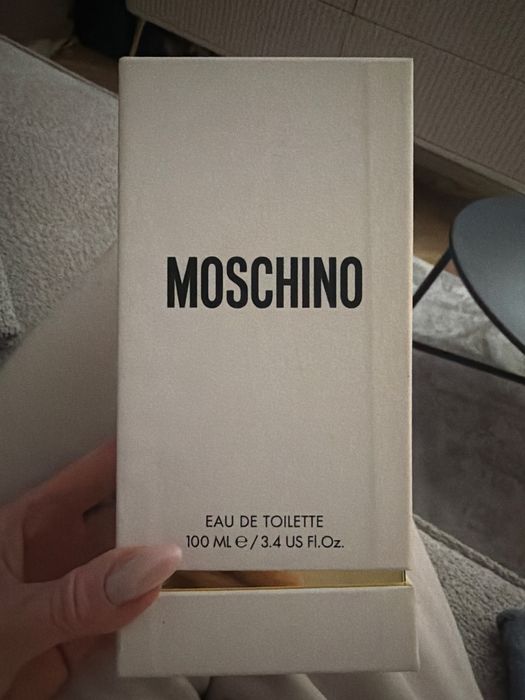 MOSCHINO
EAU DE TOILETTE
100 ML ℮ / 3.4 US Fl.Oz.